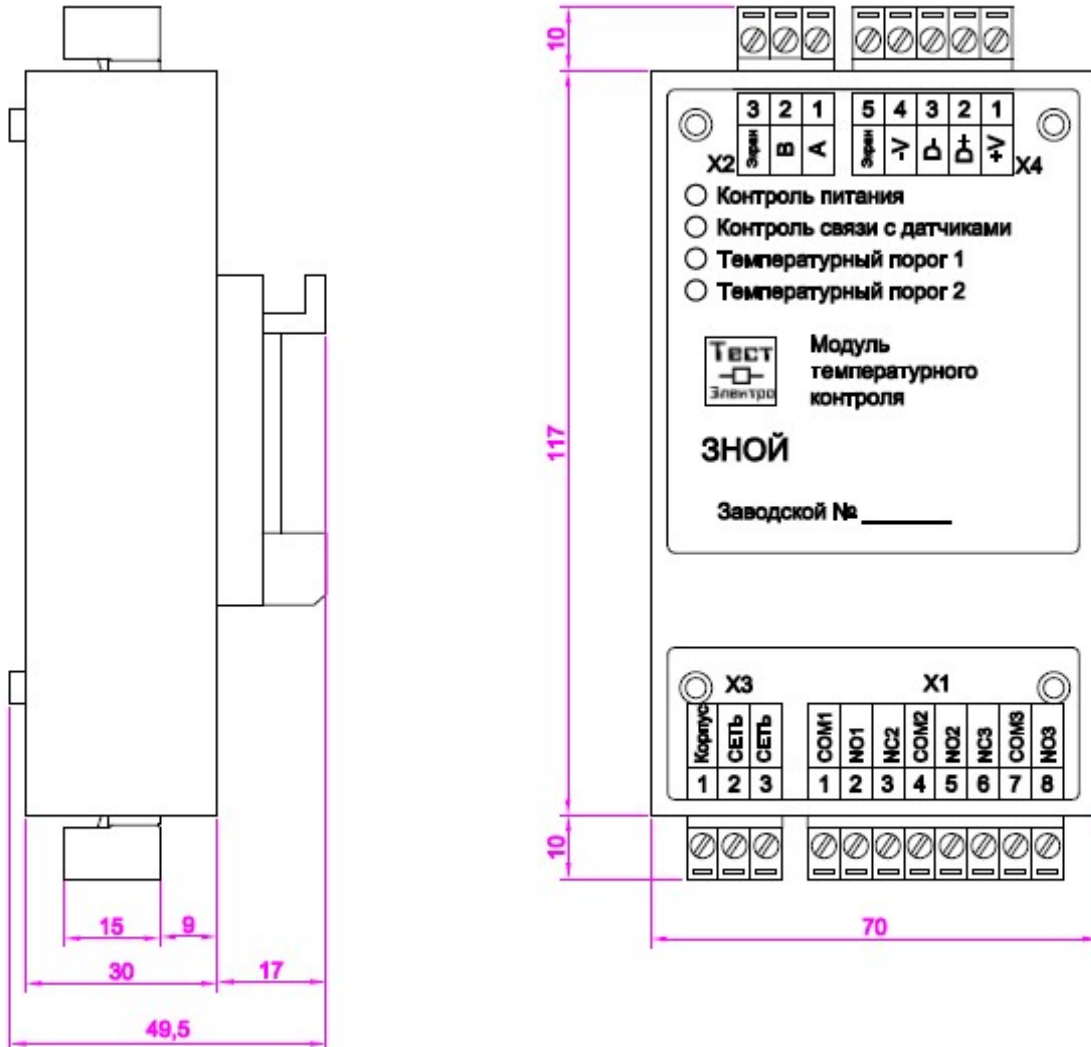 10
3 2 1 5 4 3 2 1
Экран B A Экран -V D- D+ +V
X2 X4
Контроль питания
Контроль связи с датчиками
Температурный порог 1
Температурный порог 2
Тест
Электро
Модуль
температурного
контроля
ЗНОЙ
117
Заводской № _______
X3 X1
Корпус СЕТЬ СЕТЬ COM1 NO1 NC2 COM2 NO2 NC3 COM3 NO3
1 2 3 1 2 3 4 5 6 7 8
10
15 9
70
30 17
49,5